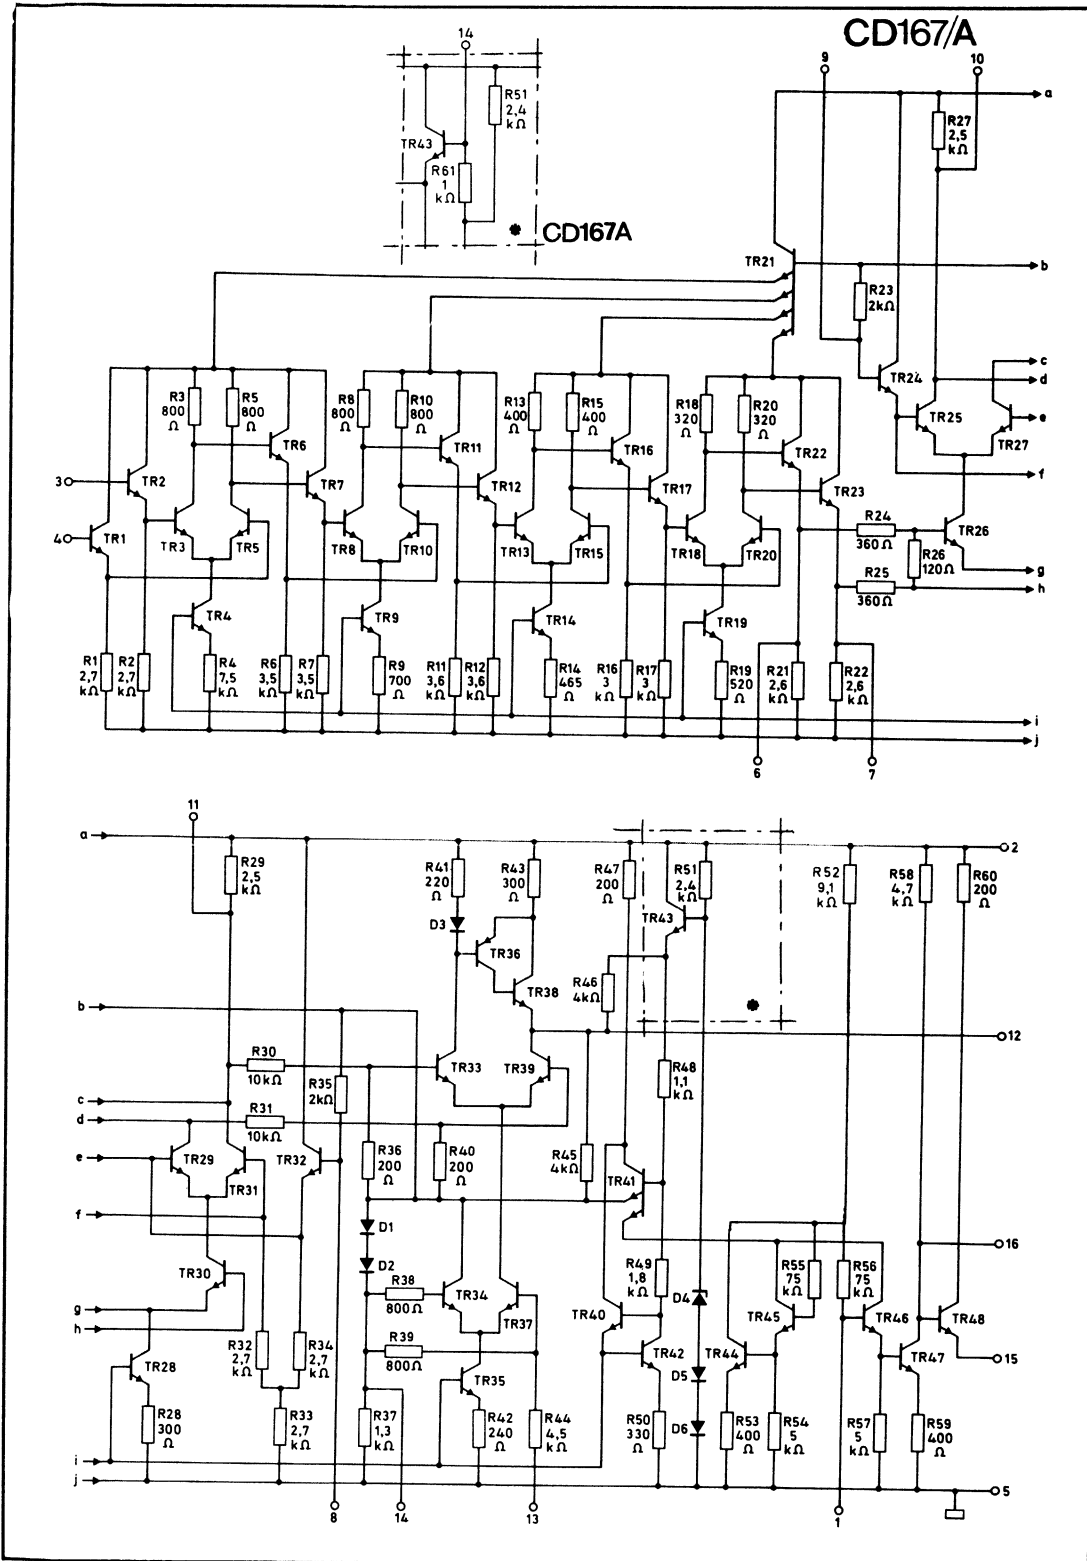 CD167/A
14
9
10
R51
2,4
kΩ
TR43
R61
1
kΩ
* CD167A
a
R27
2,5
kΩ
TR21
b
R23
2kΩ
c
TR24
d
R3
800
Ω
R5
800
Ω
R8
800
Ω
R10
800
Ω
R13
400
Ω
R15
400
Ω
R18
320
Ω
R20
320
Ω
TR25
e
TR27
TR6
TR11
TR16
TR22
f
3
TR2
TR7
TR12
TR17
TR23
4
TR1
TR3
TR5
TR8
TR10
TR13
TR15
TR18
TR20
R24
360Ω
TR26
R26
120Ω
g
R25
360Ω
h
TR4
TR9
TR14
TR19
R1
2,7
kΩ
R2
2,7
kΩ
R4
7,5
kΩ
R6
3,5
kΩ
R7
3,5
kΩ
R9
700
Ω
R11
3,6
kΩ
R12
3,6
kΩ
R14
465
Ω
R16
3
kΩ
R17
3
kΩ
R19
520
Ω
R21
2,6
kΩ
R22
2,6
kΩ
i
j
6
7
11
a
R29
2,5
kΩ
R41
220
Ω
R43
300
Ω
R47
200
Ω
R51
2,4
kΩ
R52
9,1
kΩ
R58
4,7
kΩ
R60
200
Ω
2
D3
TR43
TR36
TR38
R46
4kΩ
*
b
12
R30
10kΩ
R35
2kΩ
TR33
TR39
R48
1,1
kΩ
c
d
R31
10kΩ
e
TR29
TR31
TR32
R36
200
Ω
R40
200
Ω
R45
4kΩ
TR41
f
D1
16
TR30
D2
R38
800Ω
TR34
TR37
R49
1,8
kΩ
D4
R55
75
kΩ
R56
75
kΩ
g
h
TR40
TR45
TR46
TR48
R32
2,7
kΩ
R34
2,7
kΩ
R39
800Ω
TR28
TR42
TR44
TR47
15
TR35
D5
R28
300
Ω
R33
2,7
kΩ
R37
1,3
kΩ
R42
240
Ω
R44
4,5
kΩ
R50
330
Ω
D6
R53
400
Ω
R54
5
kΩ
R57
5
kΩ
R59
400
Ω
i
j
5
8
14
13
1